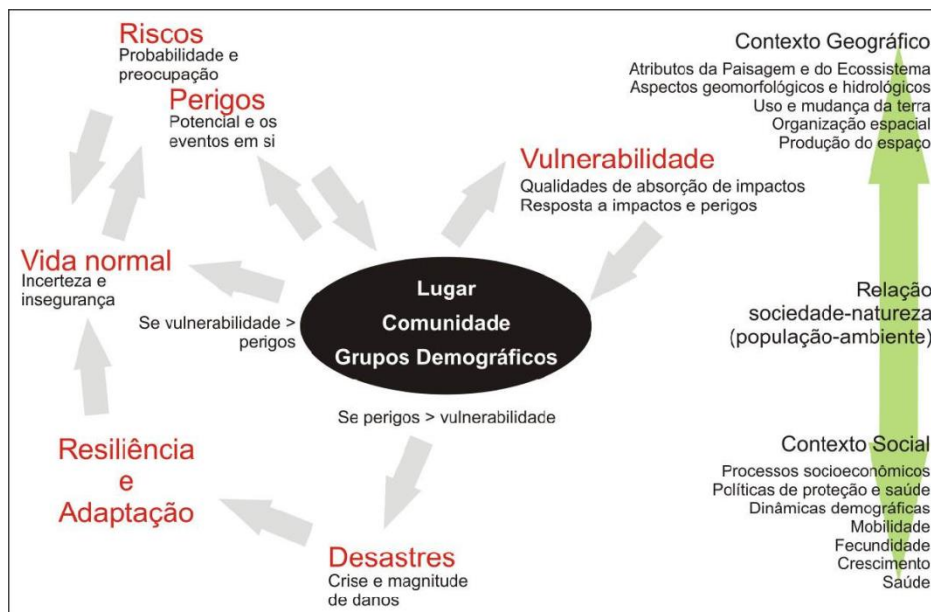 Riscos
Probabilidade e
preocupação
Perigos
Potencial e os
eventos em si
Vulnerabilidade
Qualidades de absorção de impactos
Resposta a impactos e perigos
Vida normal
Incerteza e
insegurança
Se vulnerabilidade >
perigos
Lugar
Comunidade
Grupos Demográficos
Se perigos > vulnerabilidade
Resiliência
e
Adaptação
Desastres
Crise e magnitude
de danos
Contexto Geográfico
Atributos da Paisagem e do Ecossistema
Aspectos geomorfológicos e hidrológicos
Uso e mudança da terra
Organização espacial
Produção do espaço
Relação
sociedade-natureza
(população-ambiente)
Contexto Social
Processos socioeconômicos
Políticas de proteção e saúde
Dinâmicas demográficas
Mobilidade
Fecundidade
Crescimento
Saúde